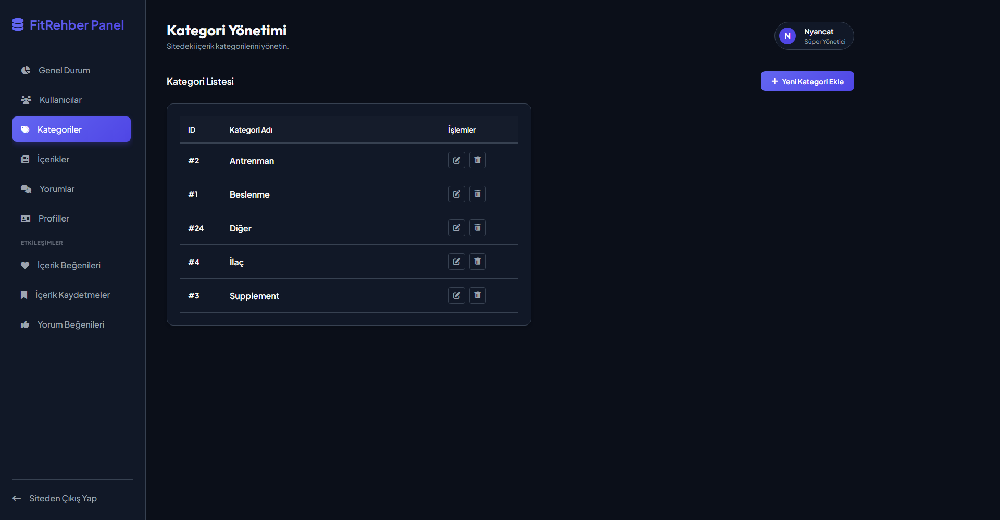 FitRehber Panel
Genel Durum
Kullanıcılar
Kategoriler
İçerikler
Yorumlar
Profiller
ETKİLEŞİMLER
İçerik Beğenileri
İçerik Kaydetmeler
Yorum Beğenileri
Siteden Çıkış Yap
Kategori Yönetimi
Sitedeki içerik kategorilerini yönetin.
N
Nyancat
Süper Yönetici
Kategori Listesi
Yeni Kategori Ekle
ID Kategori Adı İşlemler
#2 Antrenman
#1 Beslenme
#24 Diğer
#4 İlaç
#3 Supplement